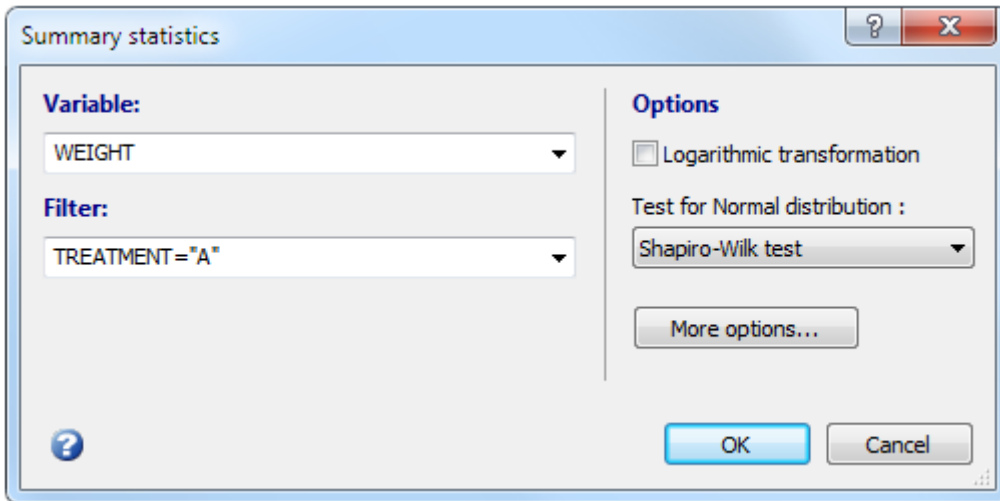 Summary statistics
Variable:
WEIGHT
Filter:
TREATMENT="A"
Options
Logarithmic transformation
Test for Normal distribution :
Shapiro-Wilk test
More options...
OK
Cancel